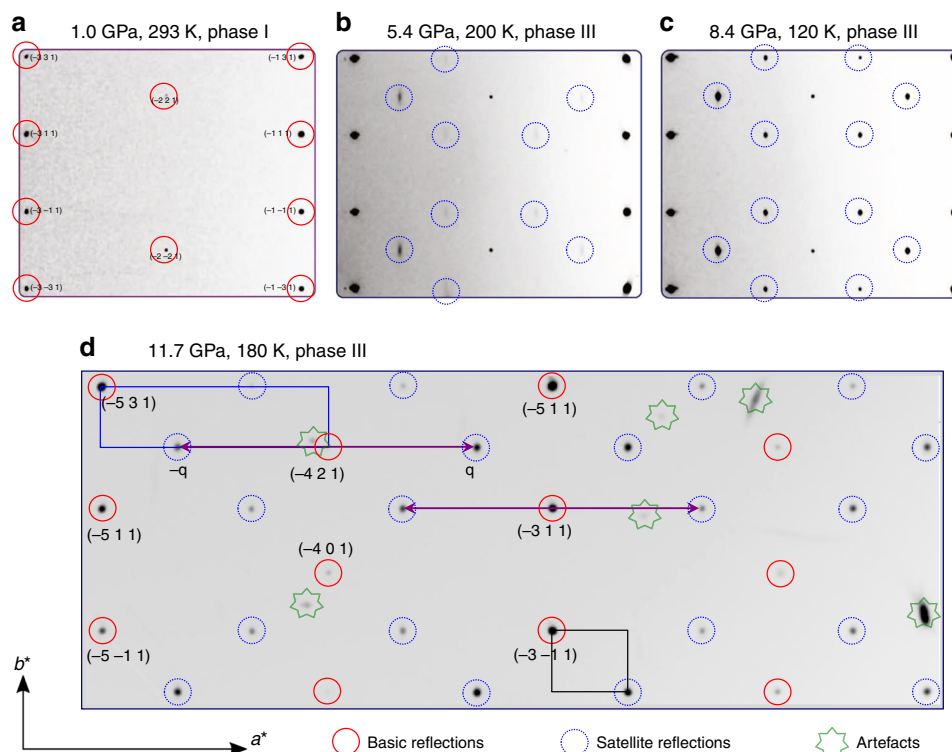 a 1.0 GPa, 293 K, phase I
(–3 3 1) (–1 3 1)
(–2 2 1)
(–3 1 1) (–1 1 1)
(–3 –1 1) (–1 –1 1)
(–2 –2 1)
(–3 –3 1) (–1 –3 1)
b 5.4 GPa, 200 K, phase III
c 8.4 GPa, 120 K, phase III
d 11.7 GPa, 180 K, phase III
(–5 3 1) (–5 1 1)
–q (–4 2 1) q
(–5 1 1) (–3 1 1)
(–4 0 1)
(–5 –1 1) (–3 –1 1)
b*
a*
Basic reflections Satellite reflections Artefacts